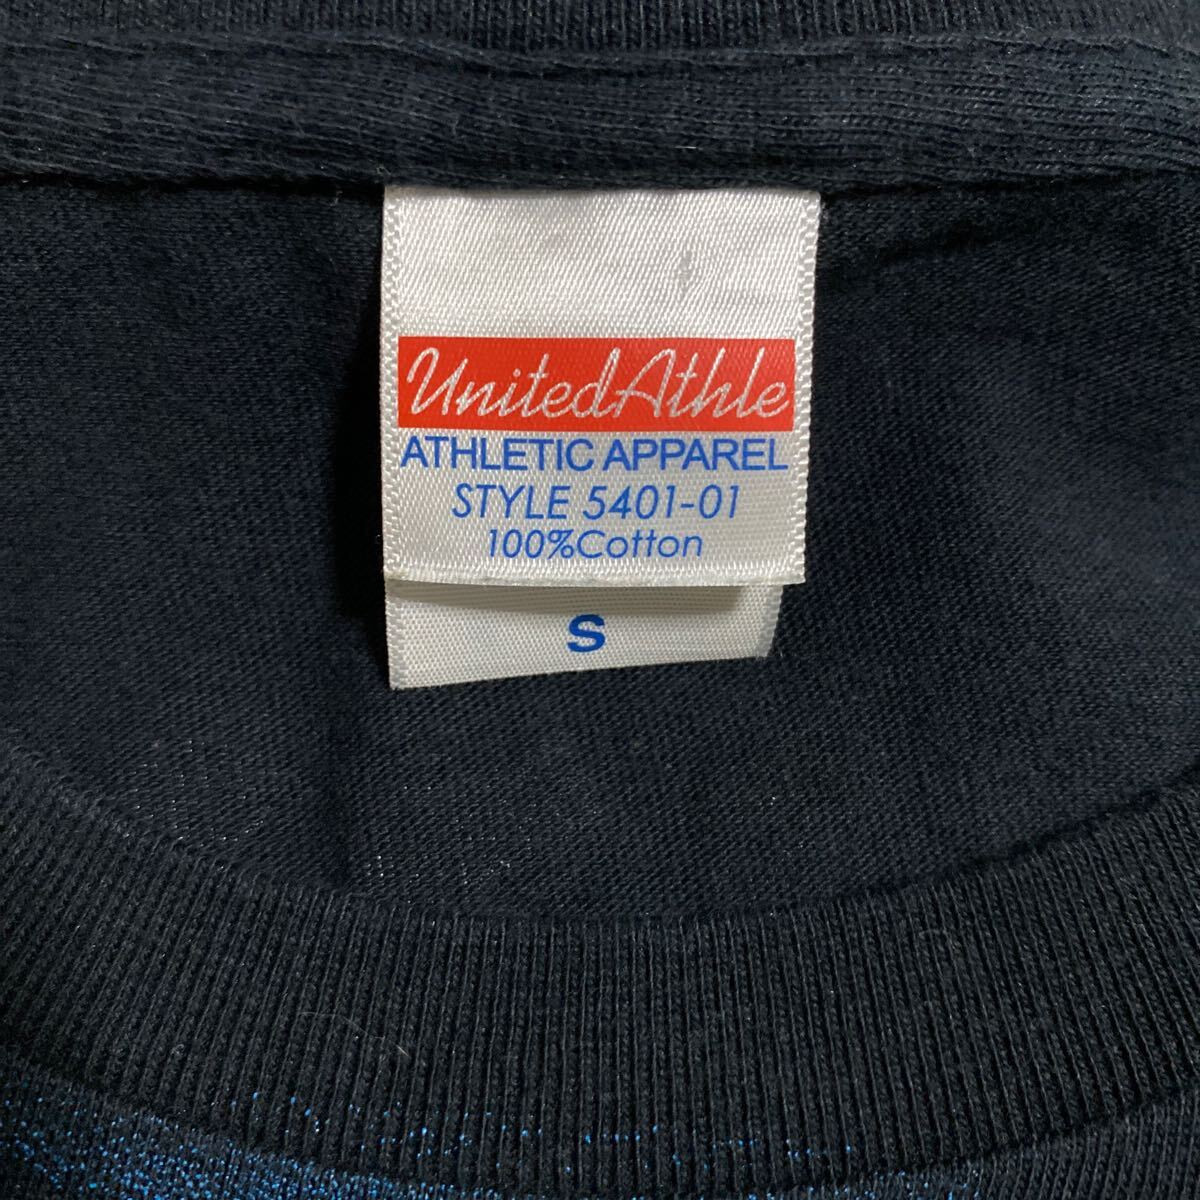 UnitedAthle
ATHLETIC APPAREL
STYLE 5401-01
100%Cotton
S